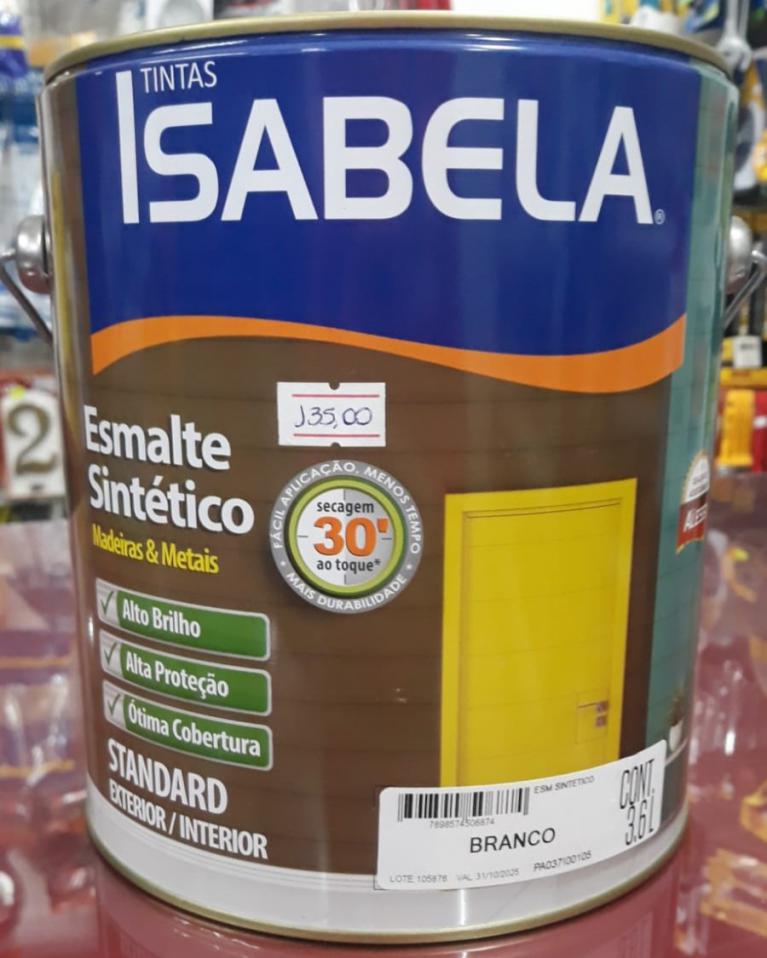 TINTAS
ISABELA®
135,00
Esmalte
Sintético
Madeiras & Metais
FÁCIL APLICAÇÃO, MENOS TEMPO
secagem
30'
ao toque*
• MAIS DURABILIDADE •
Alto Brilho
Alta Proteção
Ótima Cobertura
STANDARD
EXTERIOR / INTERIOR
ESM SINTETICO
7898574506874
BRANCO
CONT.
3.6 L
LOTE 105876 VAL 31/10/2025 PA037100105
2